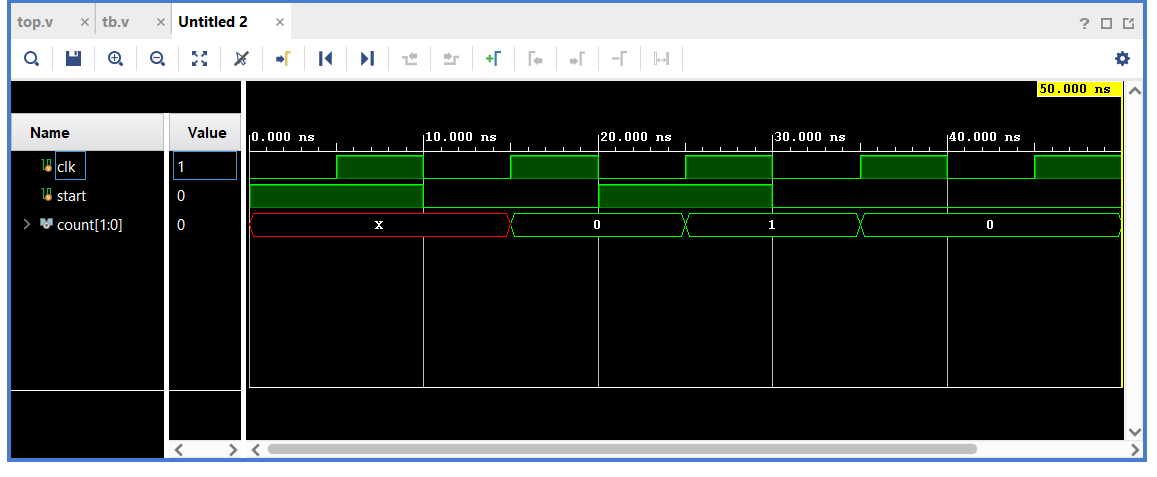 top.v × tb.v × Untitled 2 ×
?
50.000 ns
Name Value
0.000 ns 10.000 ns 20.000 ns 30.000 ns 40.000 ns
clk 1
start 0
count[1:0] 0 X 0 1 0